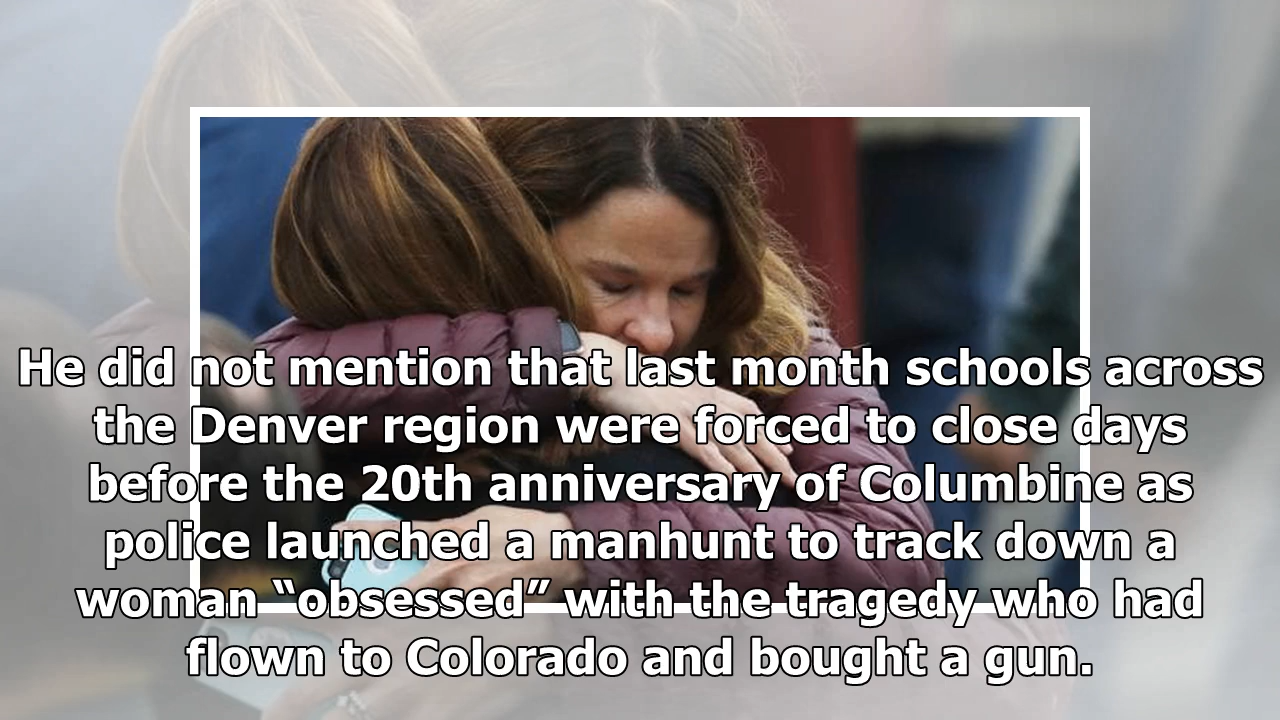 He did not mention that last month schools across
the Denver region were forced to close days
before the 20th anniversary of Columbine as
police launched a manhunt to track down a
woman “obsessed” with the tragedy who had
flown to Colorado and bought a gun.